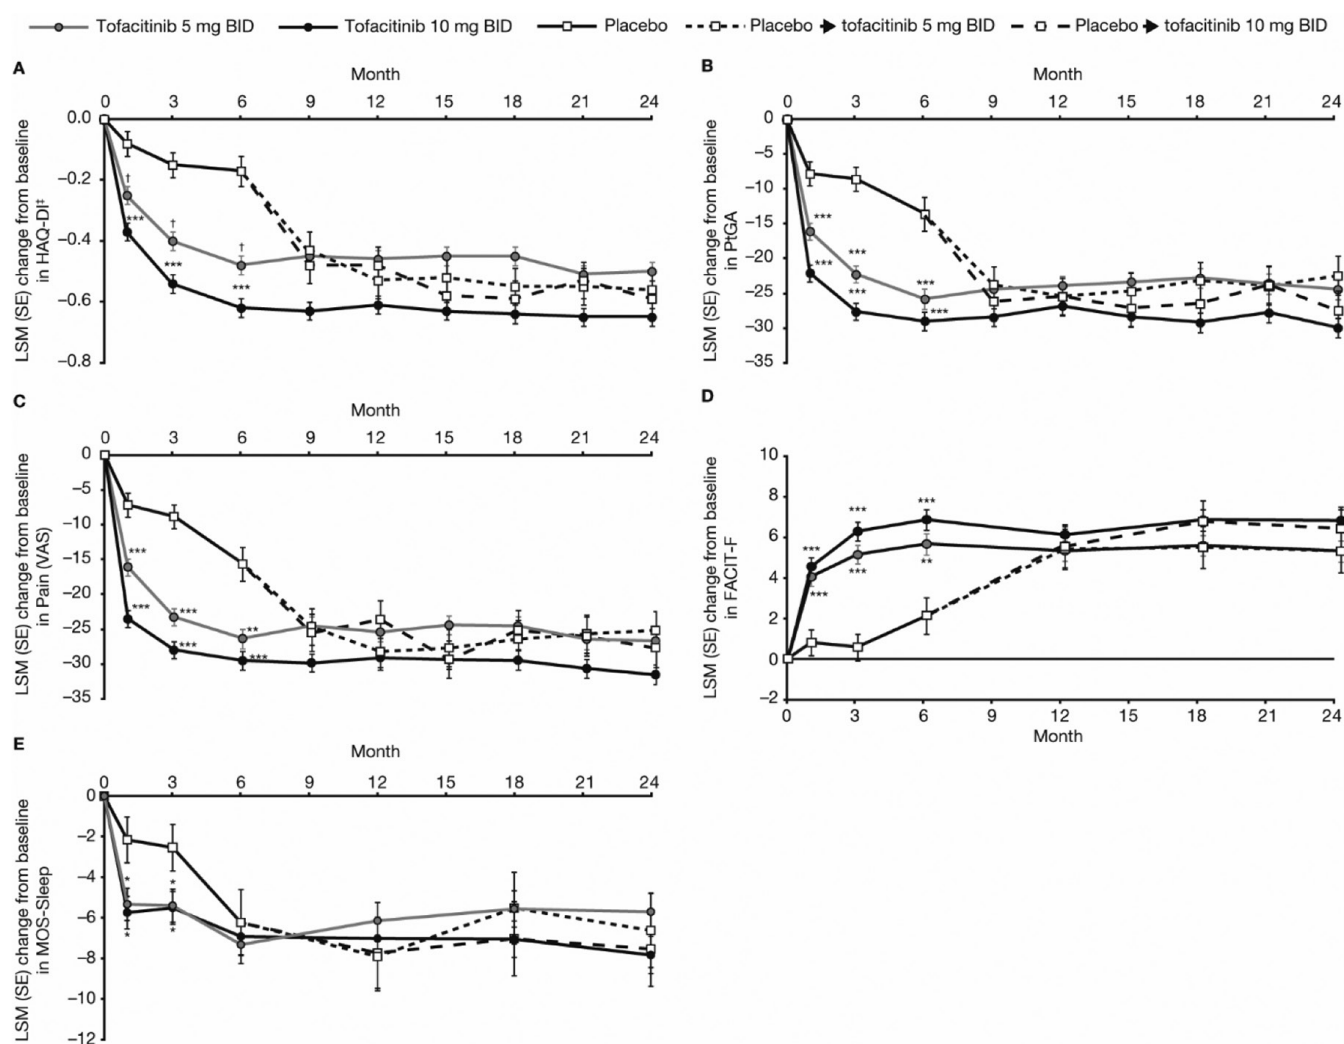 Tofacitinib 5 mg BID Tofacitinib 10 mg BID Placebo Placebo tofacitinib 5 mg BID Placebo tofacitinib 10 mg BID
A
Month
0 3 6 9 12 15 18 21 24
0.0
−0.2
−0.4
−0.6
−0.8
LSM (SE) change from baseline
in HAQ-DI‡
†
***
†
***
†
***
B
Month
0 3 6 9 12 15 18 21 24
0
−5
−10
−15
−20
−25
−30
−35
LSM (SE) change from baseline
in PtGA
***
***
***
***
***
***
C
Month
0 3 6 9 12 15 18 21 24
0
−5
−10
−15
−20
−25
−30
−35
LSM (SE) change from baseline
in Pain (VAS)
***
***
***
***
**
***
D
10
8
6
4
2
0
−2
LSM (SE) change from baseline
in FACIT-F
***
***
***
***
***
**
0 3 6 9 12 15 18 21 24
Month
E
Month
0 3 6 9 12 15 18 21 24
0
−2
−4
−6
−8
−10
−12
LSM (SE) change from baseline
in MOS-Sleep
*
*
*
*